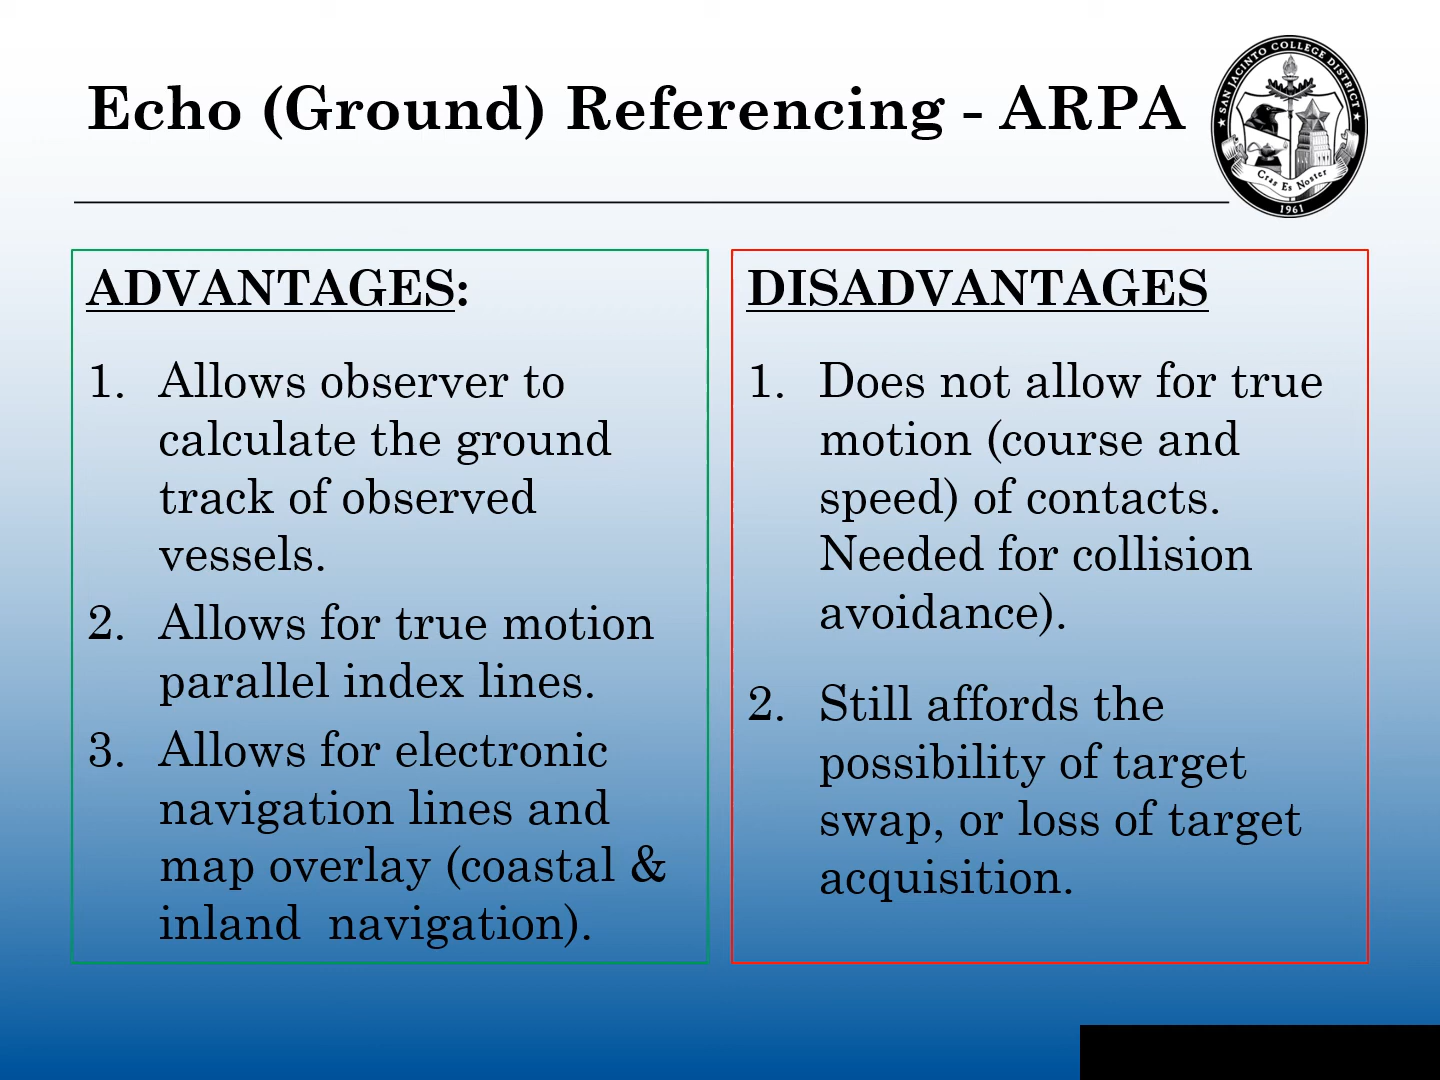 Echo (Ground) Referencing - ARPA
SAN JACINTO COLLEGE DISTRICT
Cras Es Noster
1961
ADVANTAGES:
1. Allows observer to
calculate the ground
track of observed
vessels.
2. Allows for true motion
parallel index lines.
3. Allows for electronic
navigation lines and
map overlay (coastal &
inland  navigation).
DISADVANTAGES
1. Does not allow for true
motion (course and
speed) of contacts.
Needed for collision
avoidance).
2. Still affords the
possibility of target
swap, or loss of target
acquisition.